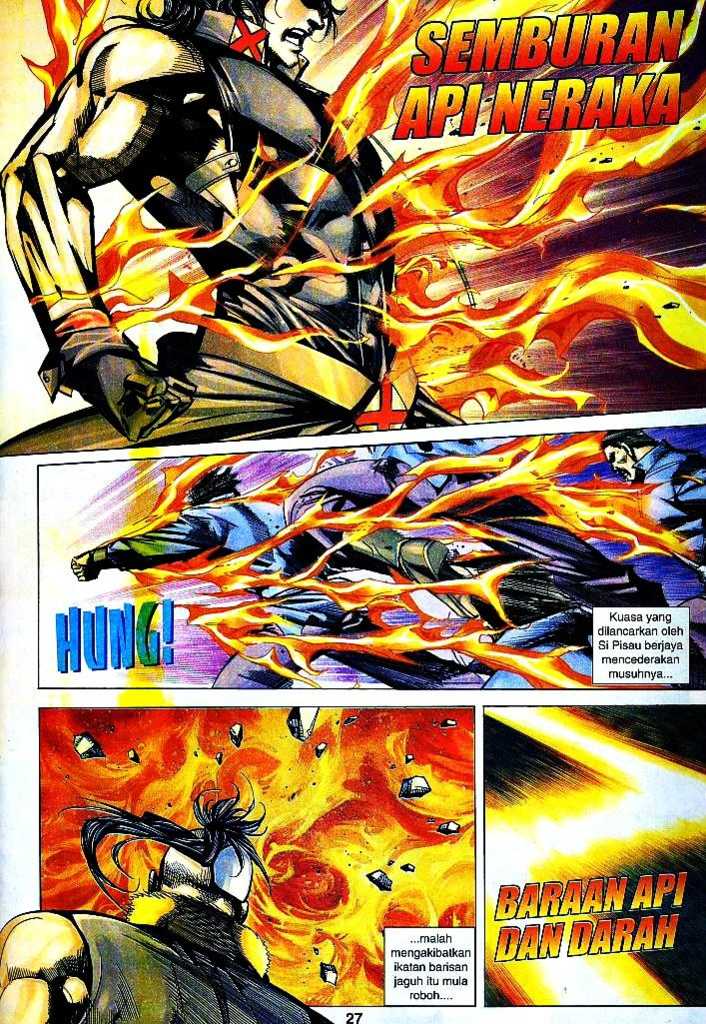 SEMBURAN
API NERAKA
HUNG!
Kuasa yang
dilancarkan oleh
Si Pisau berjaya
mencederakan
musuhnya...
...malah
mengakibatkan
ikatan barisan
jaguh itu mula
roboh....
BARAAN API
DAN DARAH
27